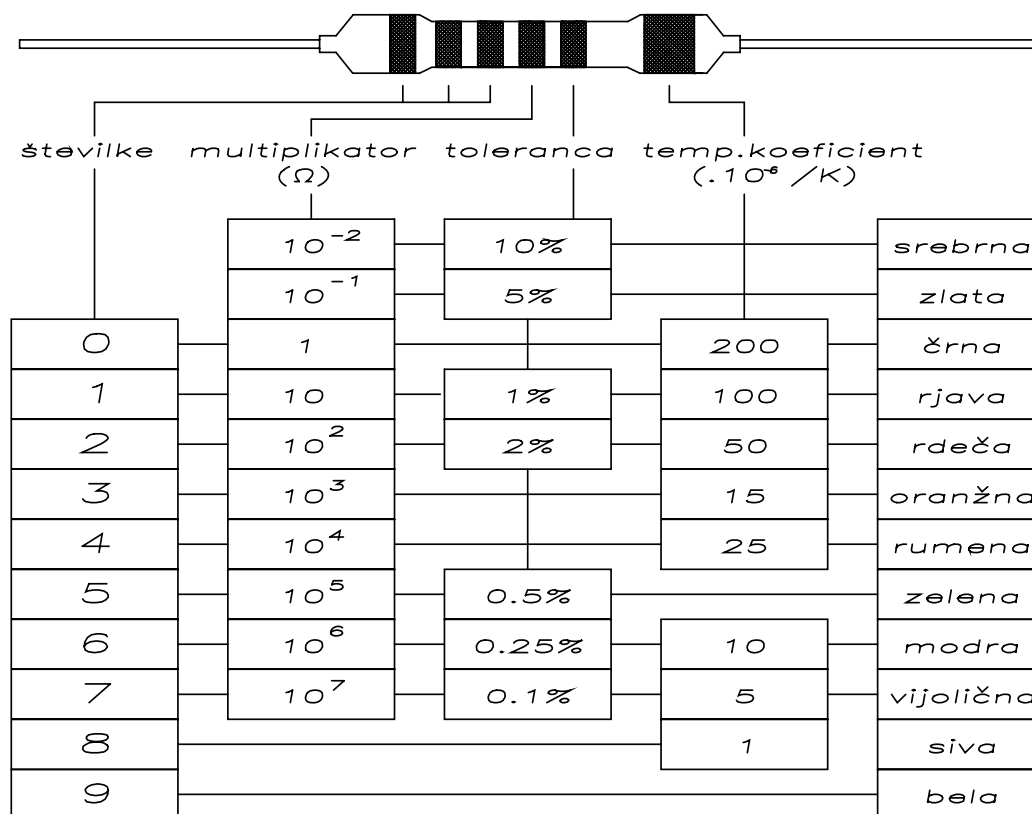 številke multiplikator toleranca temp.koeficient
(Ω) (.10⁻⁶ /K)
10⁻² 10% srebrna
10⁻¹ 5% zlata
0 1 200 črna
1 10 1% 100 rjava
2 10² 2% 50 rdeča
3 10³ 15 oranžna
4 10⁴ 25 rumena
5 10⁵ 0.5% zelena
6 10⁶ 0.25% 10 modra
7 10⁷ 0.1% 5 vijolična
8 1 siva
9 bela